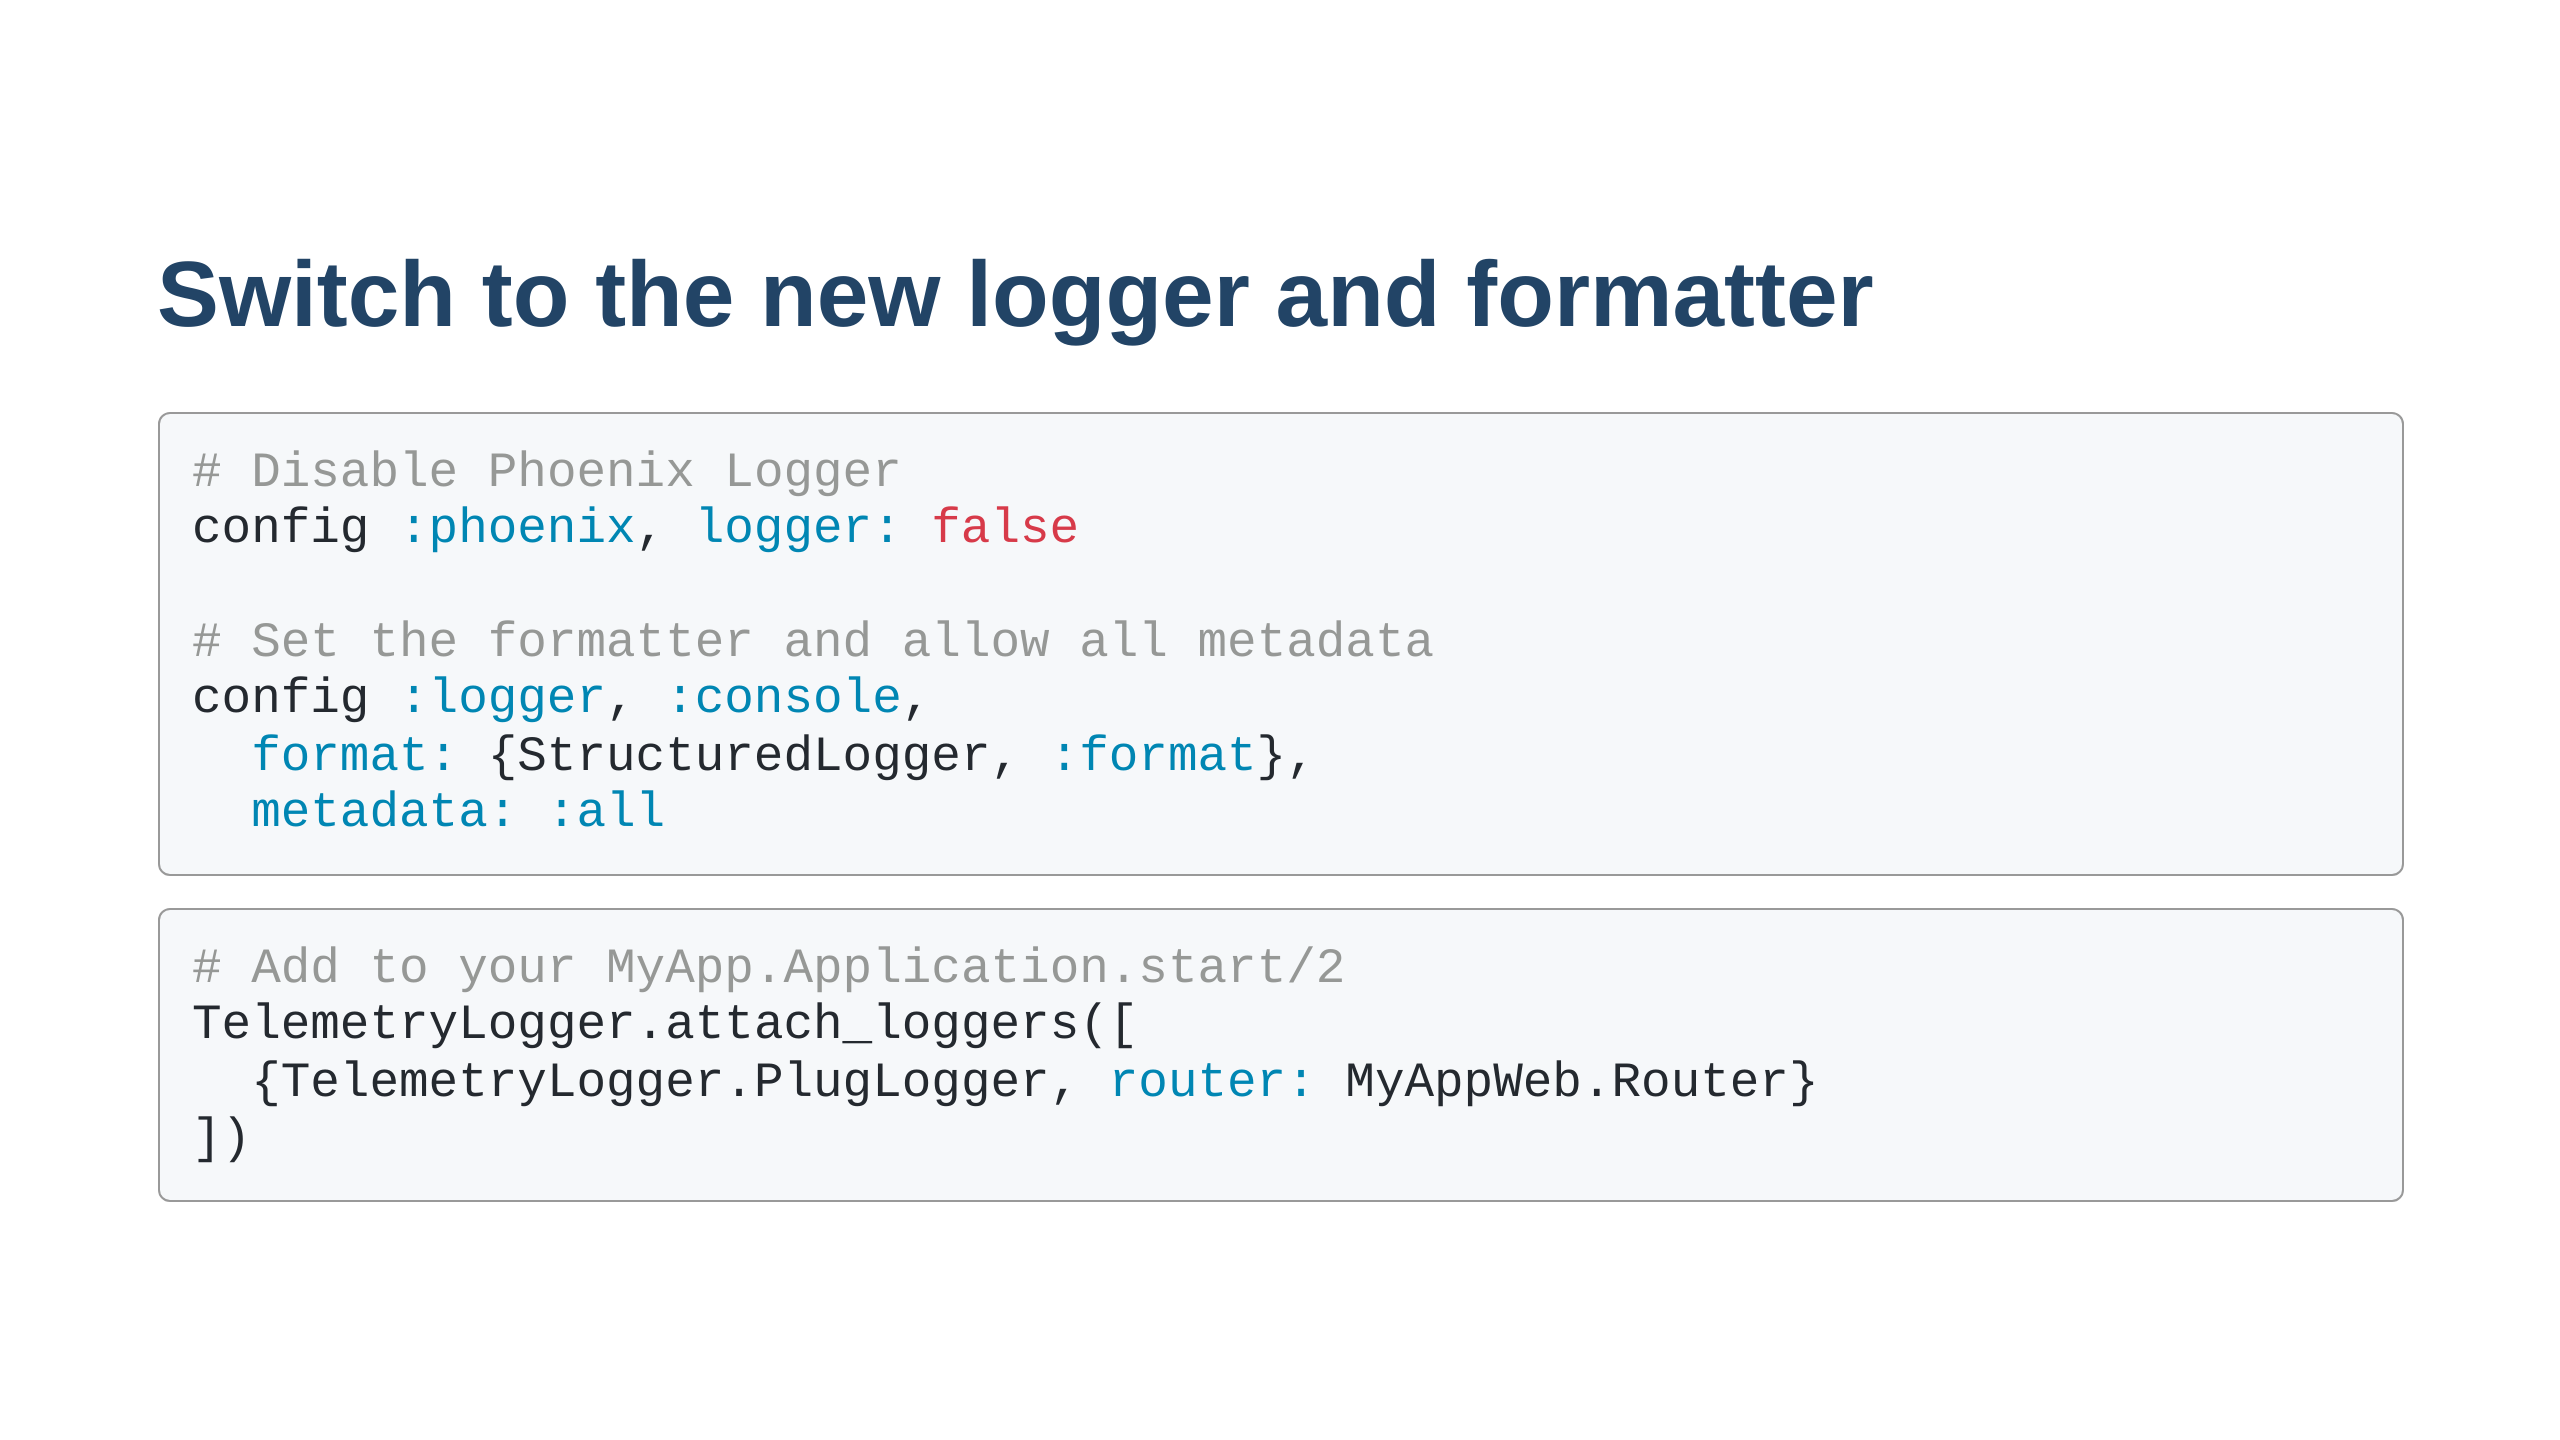 Switch to the new logger and formatter
# Disable Phoenix Logger
config :phoenix, logger: false
# Set the formatter and allow all metadata
config :logger, :console,
  format: {StructuredLogger, :format},
  metadata: :all
# Add to your MyApp.Application.start/2
TelemetryLogger.attach_loggers([
  {TelemetryLogger.PlugLogger, router: MyAppWeb.Router}
])